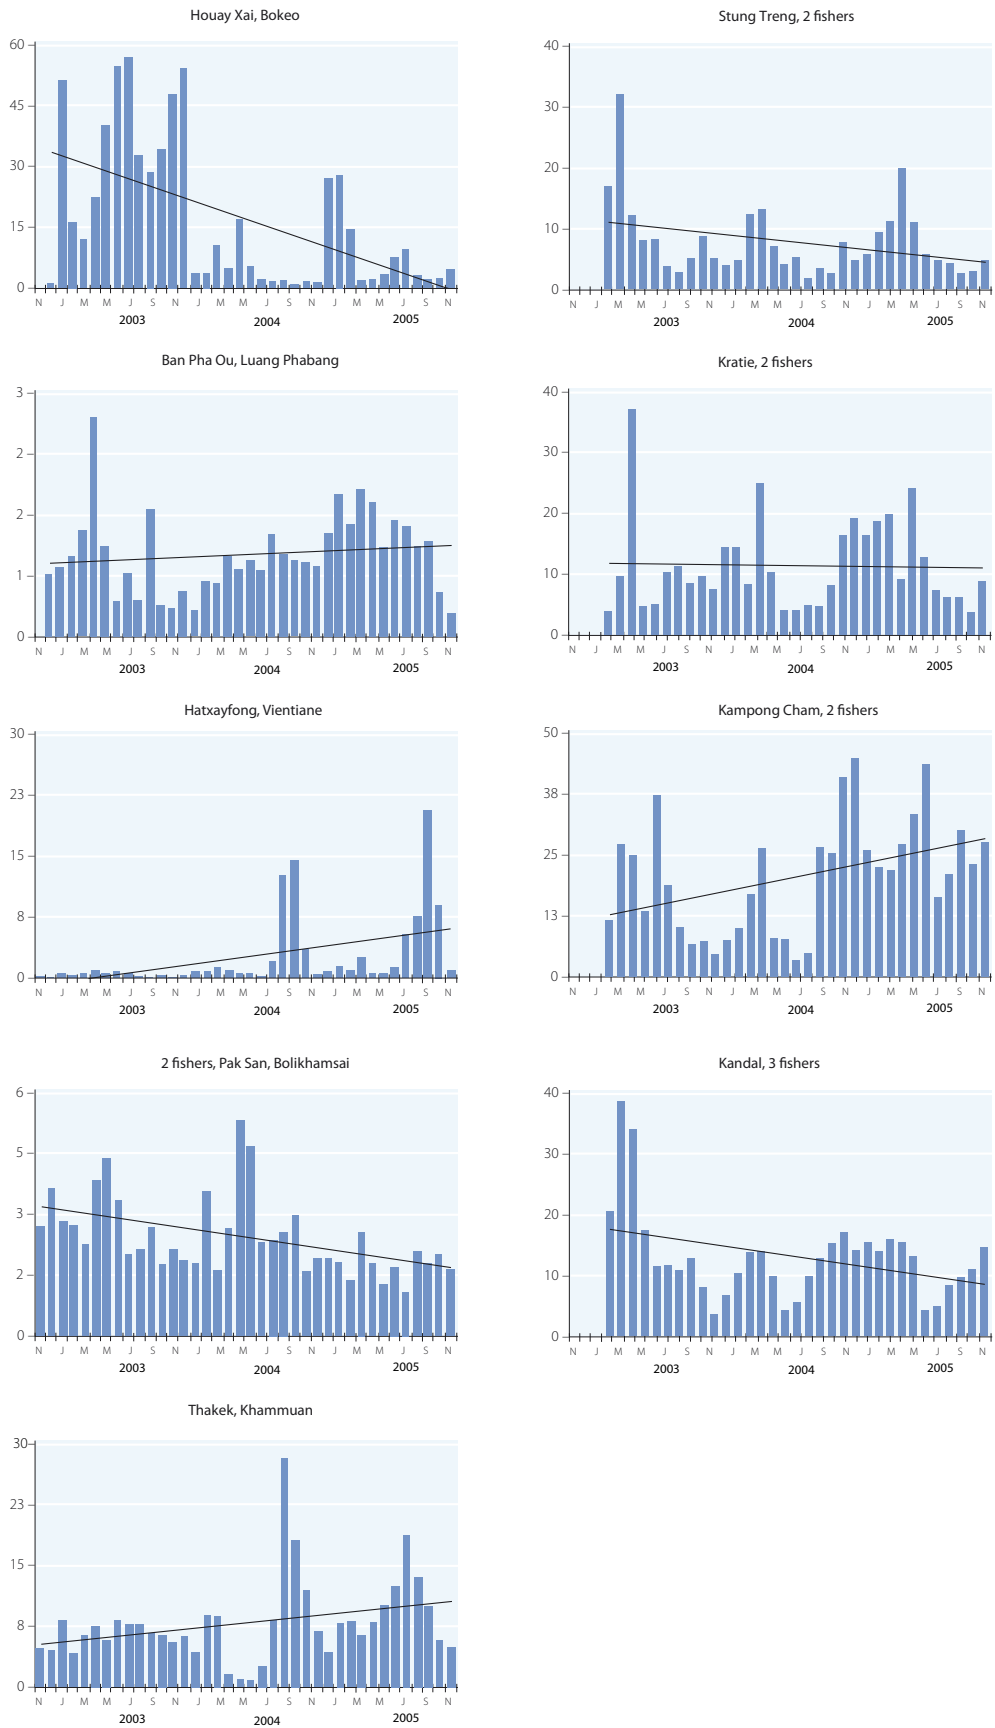 Houay Xai, Bokeo
60
45
30
15
0
N J M M J S N J M M J S N J M M J S N
2003 2004 2005
Ban Pha Ou, Luang Phabang
3
2
2
1
0
N J M M J S N J M M J S N J M M J S N
2003 2004 2005
Hatxayfong, Vientiane
30
23
15
8
0
N J M M J S N J M M J S N J M M J S N
2003 2004 2005
2 fishers, Pak San, Bolikhamsai
6
5
3
2
0
N J M M J S N J M M J S N J M M J S N
2003 2004 2005
Thakek, Khammuan
30
23
15
8
0
N J M M J S N J M M J S N J M M J S N
2003 2004 2005
Stung Treng, 2 fishers
40
30
20
10
0
N J M M J S N J M M J S N J M M J S N
2003 2004 2005
Kratie, 2 fishers
40
30
20
10
0
N J M M J S N J M M J S N J M M J S N
2003 2004 2005
Kampong Cham, 2 fishers
50
38
25
13
0
N J M M J S N J M M J S N J M M J S N
2003 2004 2005
Kandal, 3 fishers
40
30
20
10
0
N J M M J S N J M M J S N J M M J S N
2003 2004 2005